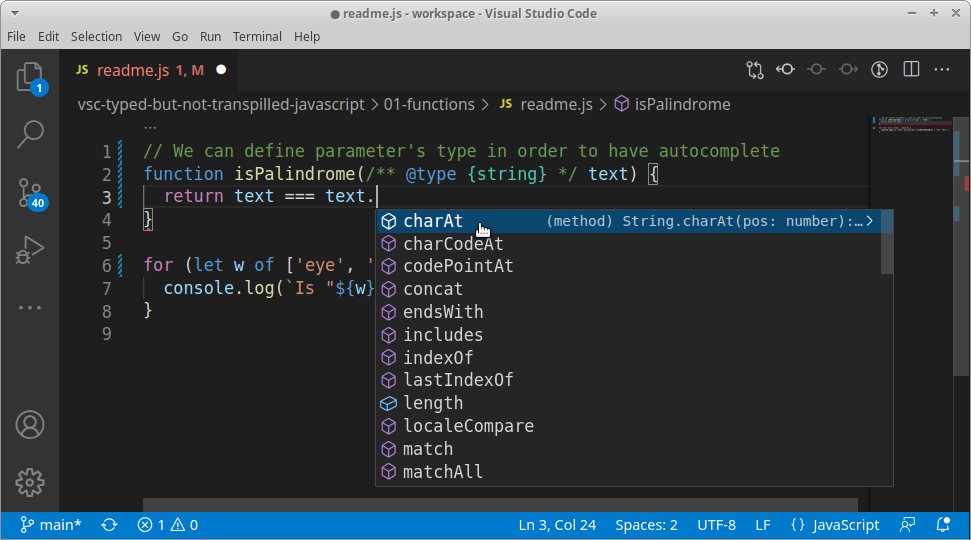 readme.js - workspace - Visual Studio Code
File Edit Selection View Go Run Terminal Help
JS readme.js 1, M
1
vsc-typed-but-not-transpilled-javascript > 01-functions > JS readme.js > isPalindrome
...
1 // We can define parameter's type in order to have autocomplete
2 function isPalindrome(/** @type {string} */ text) {
3 return text === text.
4 }
5
6 for (let w of ['eye', '
7 console.log(`Is "${w}
8 }
9
40
charAt (method) String.charAt(pos: number):…
charCodeAt
codePointAt
concat
endsWith
includes
indexOf
lastIndexOf
length
localeCompare
match
matchAll
main* 1 0 Ln 3, Col 24 Spaces: 2 UTF-8 LF {} JavaScript